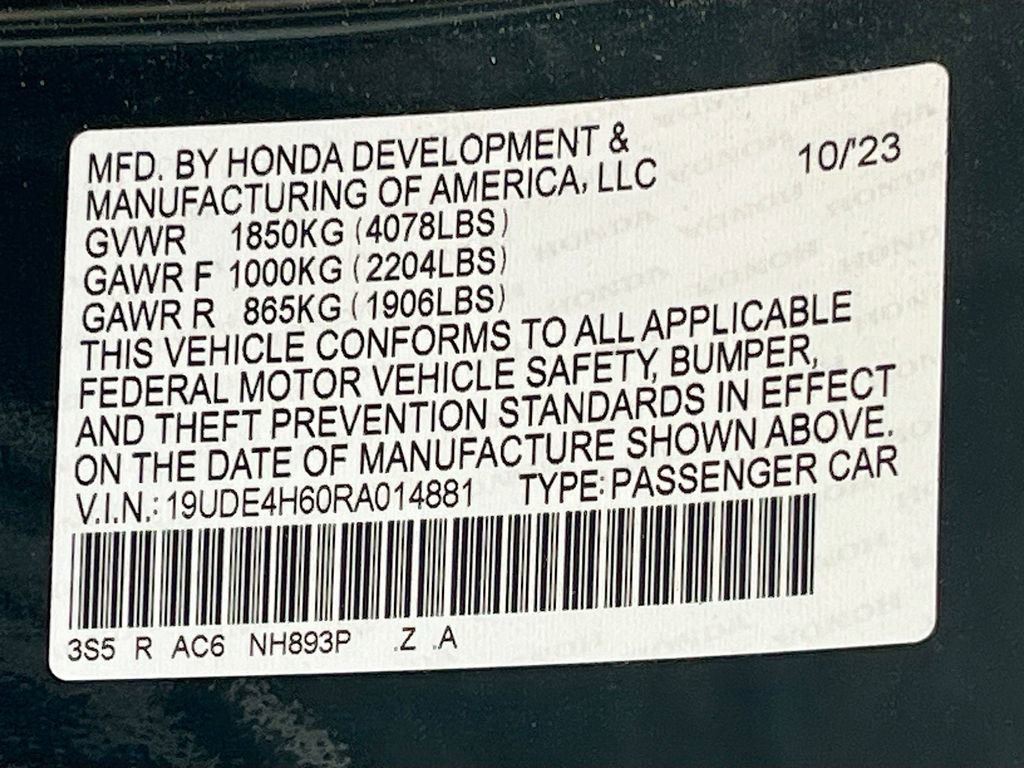 MFD. BY HONDA DEVELOPMENT & 10/'23
MANUFACTURING OF AMERICA, LLC
GVWR 1850KG (4078LBS)
GAWR F 1000KG (2204LBS)
GAWR R 865KG (1906LBS)
THIS VEHICLE CONFORMS TO ALL APPLICABLE
FEDERAL MOTOR VEHICLE SAFETY, BUMPER,
AND THEFT PREVENTION STANDARDS IN EFFECT
ON THE DATE OF MANUFACTURE SHOWN ABOVE.
V.I.N.: 19UDE4H60RA014881 TYPE: PASSENGER CAR
3S5 R AC6 NH893P .Z .A